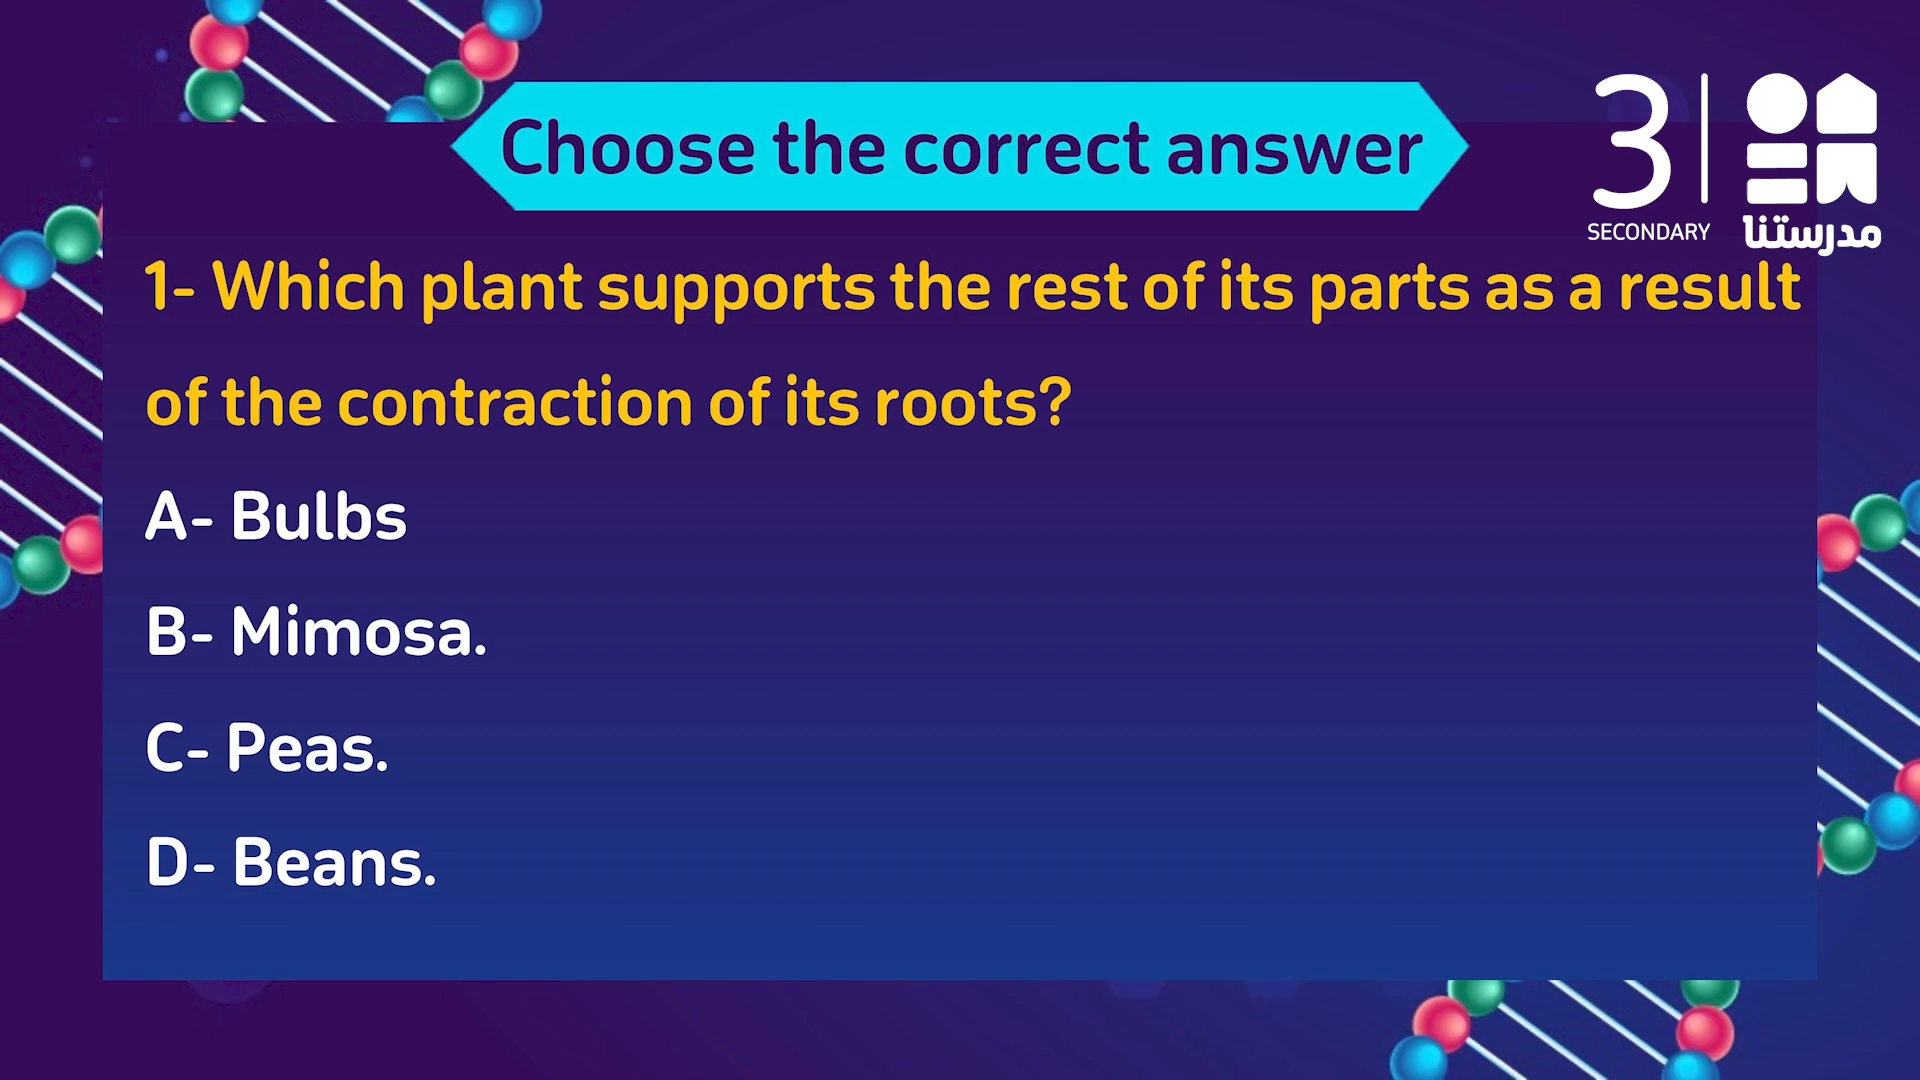 Choose the correct answer
3
SECONDARY
مدرستنا
1- Which plant supports the rest of its parts as a result
of the contraction of its roots?
A- Bulbs
B- Mimosa.
C- Peas.
D- Beans.